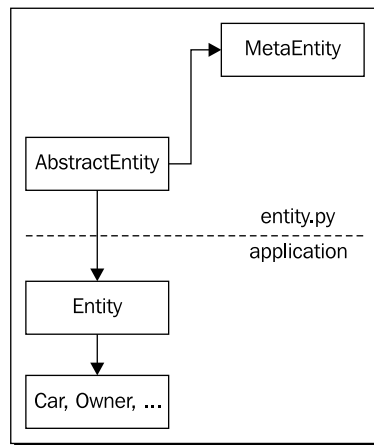 MetaEntity
AbstractEntity
entity.py
application
Entity
Car, Owner, ...